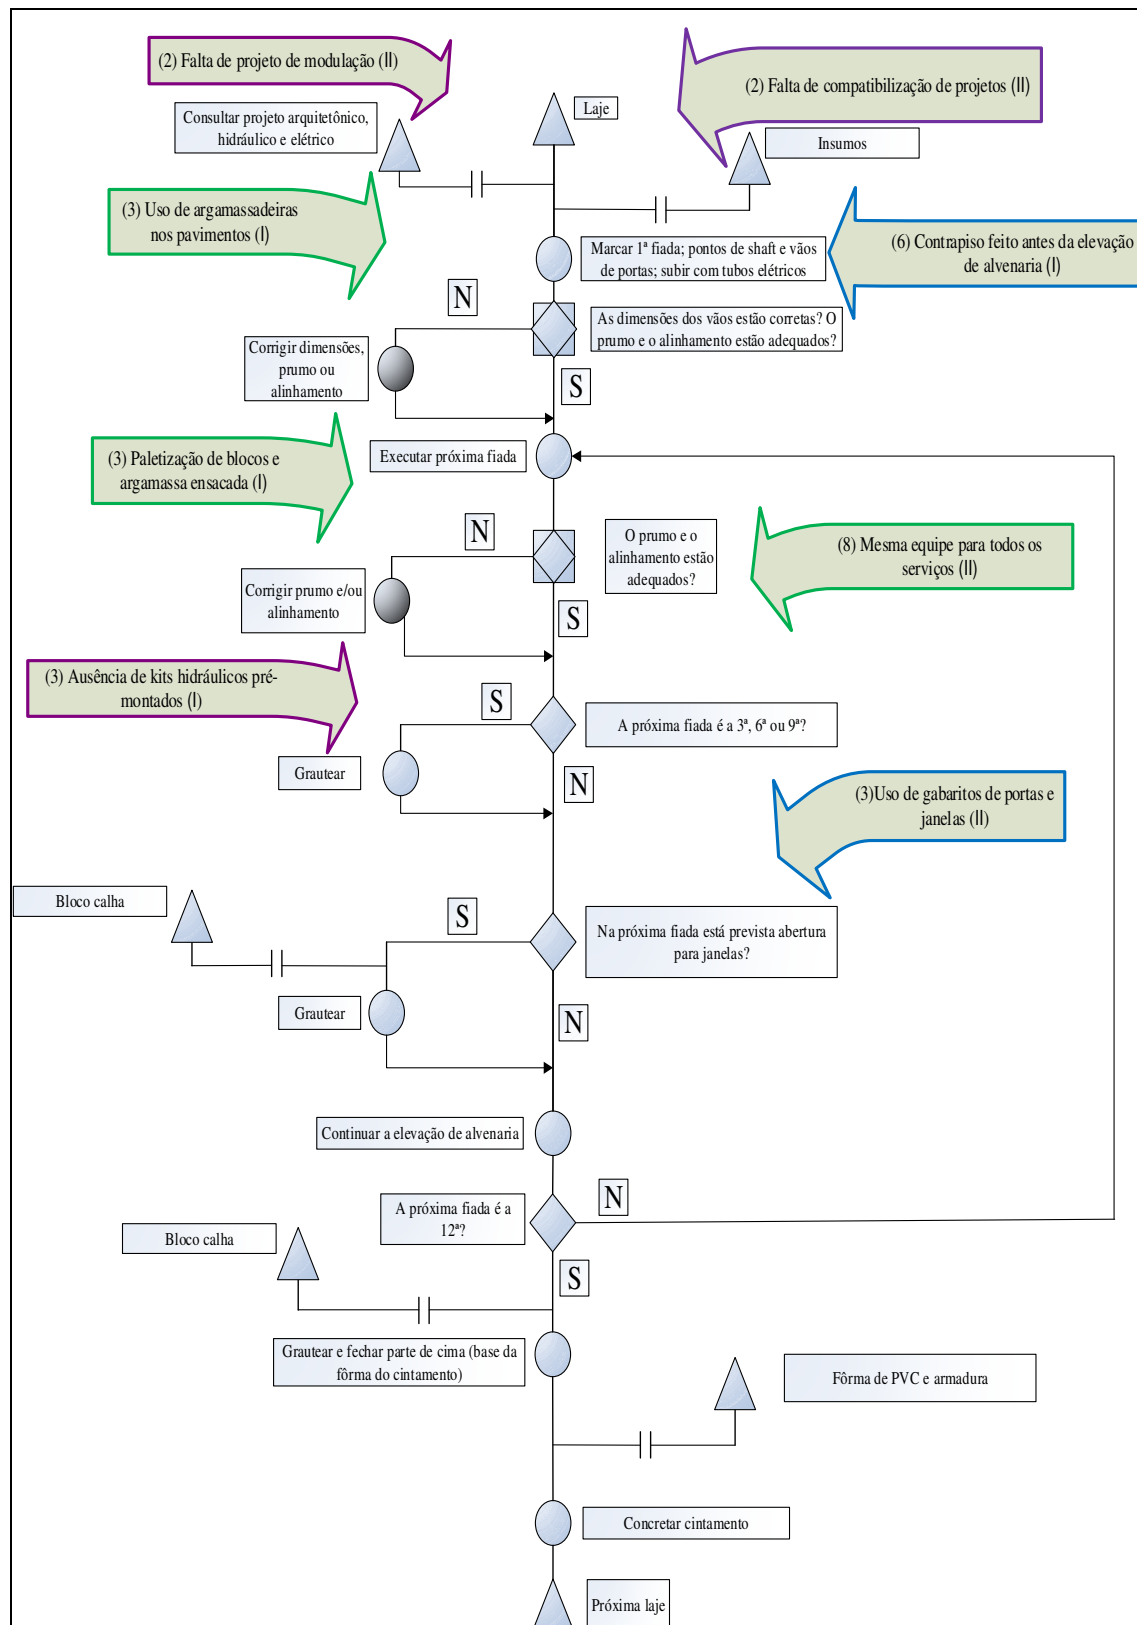 (2) Falta de projeto de modulação (II)
(2) Falta de compatibilização de projetos (II)
Laje
Consultar projeto arquitetônico,
hidráulico e elétrico
Insumos
(3) Uso de argamassadeiras
nos pavimentos (I)
(6) Contrapiso feito antes da elevação
de alvenaria (I)
Marcar 1ª fiada; pontos de shaft e vãos
de portas; subir com tubos elétricos
N
As dimensões dos vãos estão corretas? O
prumo e o alinhamento estão adequados?
Corrigir dimensões,
prumo ou
alinhamento
S
(3) Paletização de blocos e
argamassa ensacada (I)
Executar próxima fiada
N
O prumo e o
alinhamento estão
adequados?
(8) Mesma equipe para todos os
serviços (II)
Corrigir prumo e/ou
alinhamento
S
(3) Ausência de kits hidráulicos pré-
montados (I)
S
A próxima fiada é a 3ª, 6ª ou 9ª?
Grautear
N
(3)Uso de gabaritos de portas e
janelas (II)
Bloco calha
S
Na próxima fiada está prevista abertura
para janelas?
Grautear
N
Continuar a elevação de alvenaria
A próxima fiada é a
12ª?
N
Bloco calha
S
Grautear e fechar parte de cima (base da
fôrma do cintamento)
Fôrma de PVC e armadura
Concretar cintamento
Próxima laje